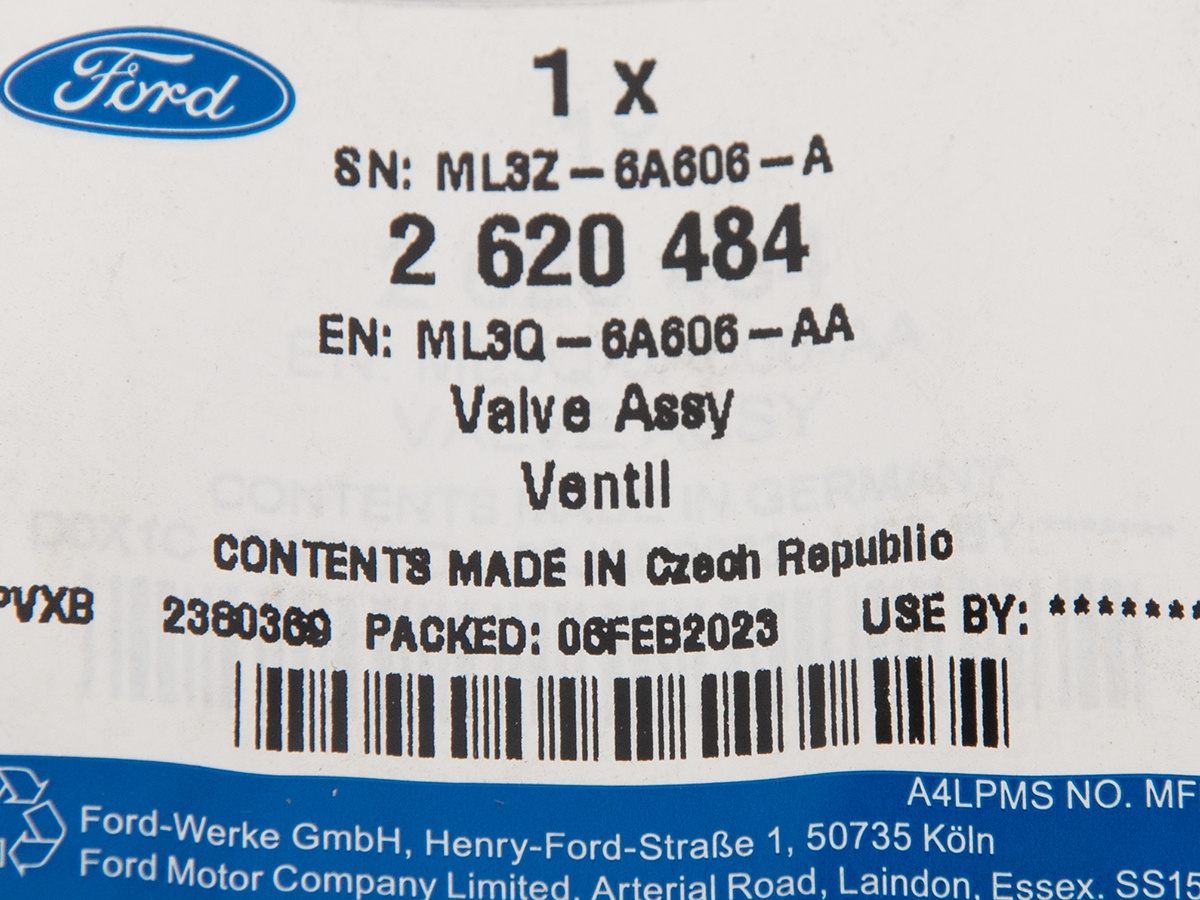 Ford
1 x
SN: ML3Z-6A606-A
2 620 484
EN: ML3Q-6A606-AA
Valve Assy
Ventil
CONTENTS MADE IN Czech Republic
PVXB 2380369 PACKED: 06FEB2023 USE BY: *******
A4LPMS NO. MF
Ford-Werke GmbH, Henry-Ford-Straße 1, 50735 Köln
Ford Motor Company Limited, Arterial Road, Laindon, Essex. SS15